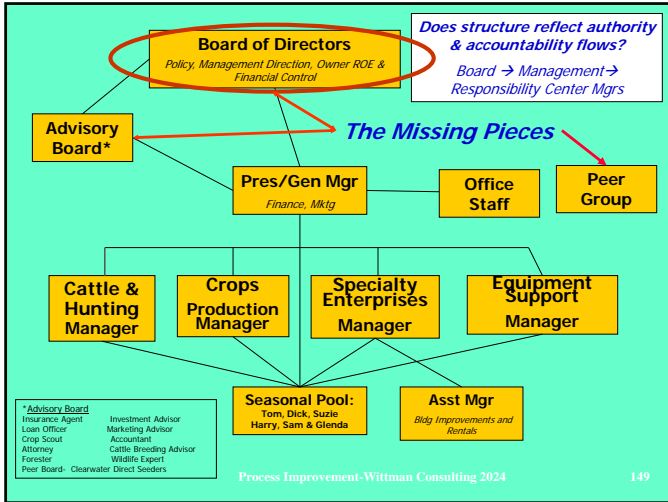 Board of Directors
Policy, Management Direction, Owner ROE &
Financial Control
Does structure reflect authority
& accountability flows?
Board → Management→
Responsibility Center Mgrs
Advisory
Board*
The Missing Pieces
Pres/Gen Mgr
Finance, Mktg
Office
Staff
Peer
Group
Cattle &
Hunting
Manager
Crops
Production
Manager
Specialty
Enterprises
Manager
Equipment
Support
Manager
Seasonal Pool:
Tom, Dick, Suzie
Harry, Sam & Glenda
Asst Mgr
Bldg Improvements and
Rentals
*Advisory Board
Insurance Agent Investment Advisor
Loan Officer Marketing Advisor
Crop Scout Accountant
Attorney Cattle Breeding Advisor
Forester Wildlife Expert
Peer Board- Clearwater Direct Seeders
Process Improvement-Wittman Consulting 2024 149